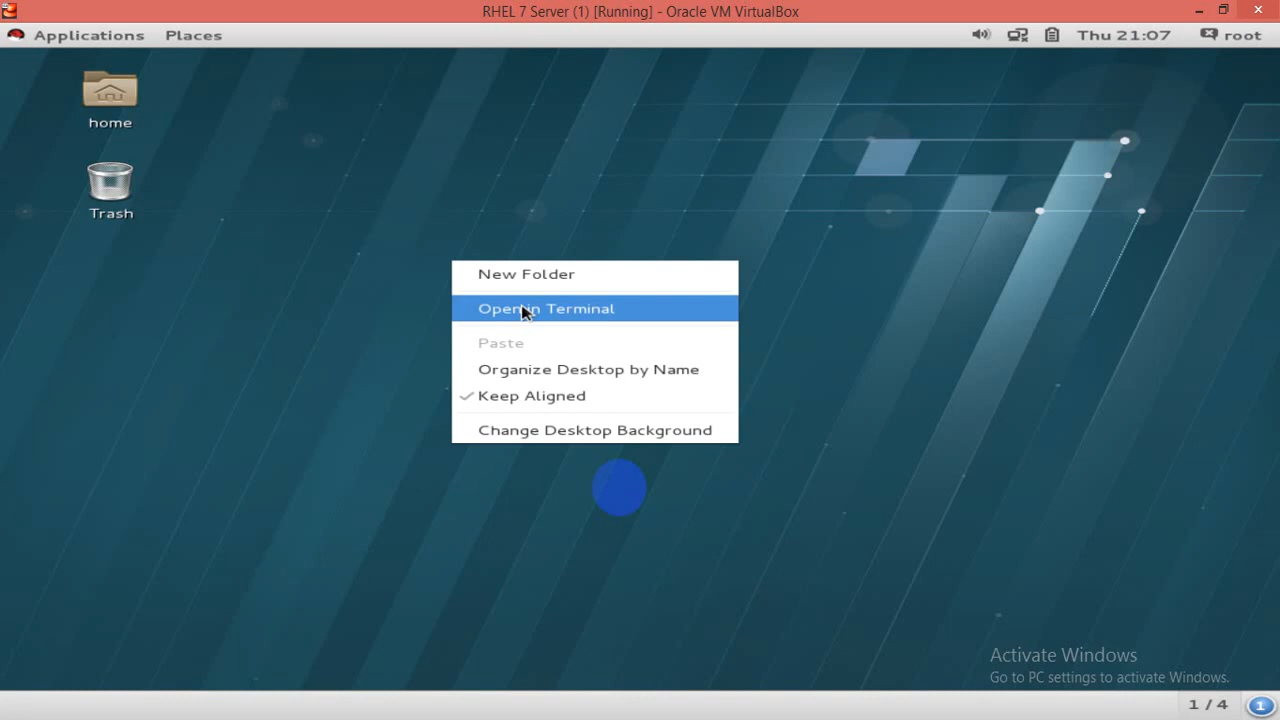 RHEL 7 Server (1) [Running] - Oracle VM VirtualBox
Applications Places Thu 21:07 root
home
Trash
New Folder
Open in Terminal
Paste
Organize Desktop by Name
Keep Aligned
Change Desktop Background
Activate Windows
Go to PC settings to activate Windows.
1 / 4 1